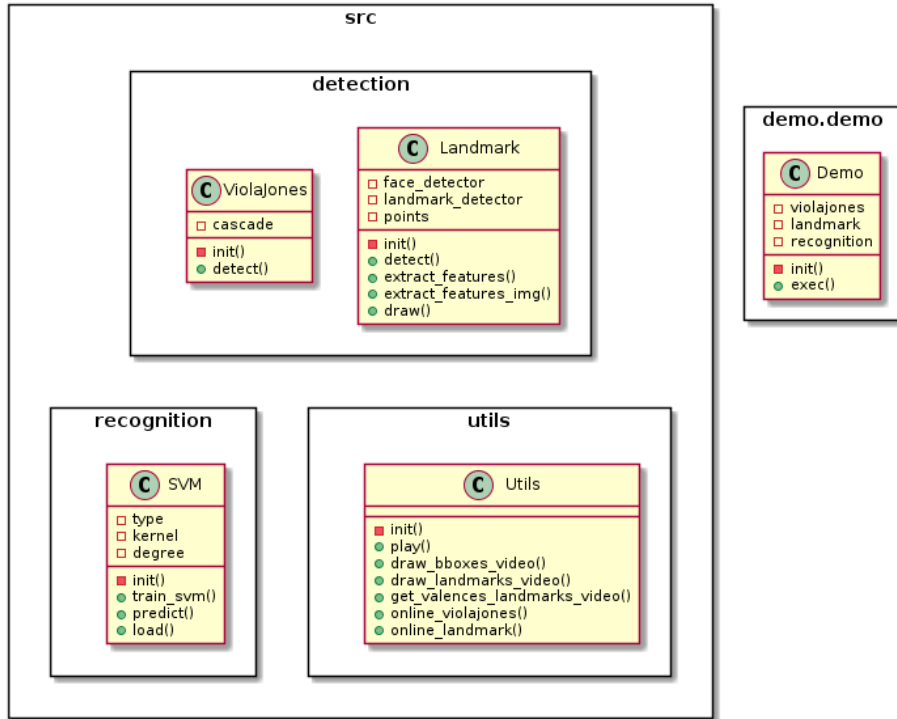 src
detection
C ViolaJones
cascade
init()
detect()
C Landmark
face_detector
landmark_detector
points
init()
detect()
extract_features()
extract_features_img()
draw()
demo.demo
C Demo
violajones
landmark
recognition
init()
exec()
recognition
C SVM
type
kernel
degree
init()
train_svm()
predict()
load()
utils
C Utils
init()
play()
draw_bboxes_video()
draw_landmarks_video()
get_valences_landmarks_video()
online_violajones()
online_landmark()